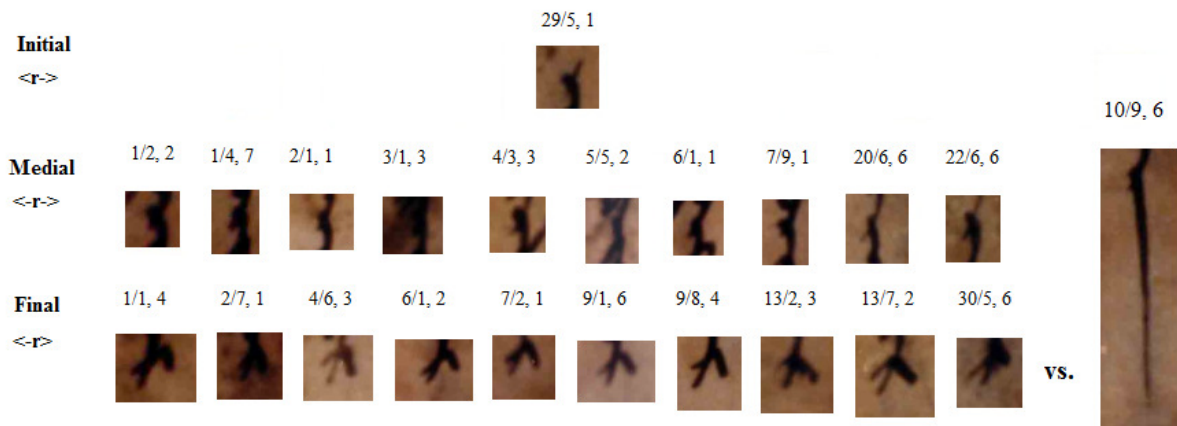 29/5, 1
Initial
<r->
10/9, 6
1/2, 2 1/4, 7 2/1, 1 3/1, 3 4/3, 3 5/5, 2 6/1, 1 7/9, 1 20/6, 6 22/6, 6
Medial
<-r->
Final 1/1, 4 2/7, 1 4/6, 3 6/1, 2 7/2, 1 9/1, 6 9/8, 4 13/2, 3 13/7, 2 30/5, 6
<-r>
vs.